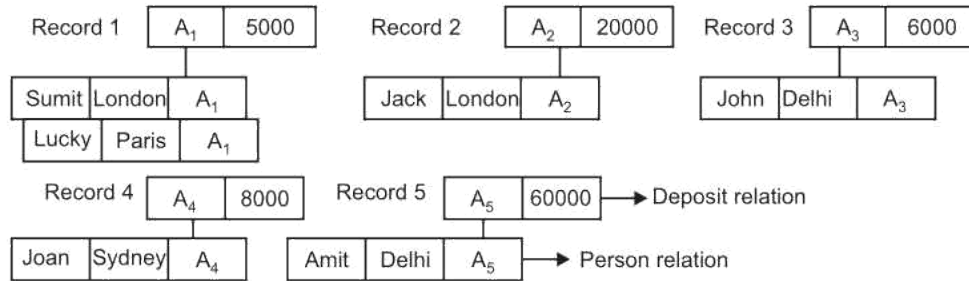 Record 1 A₁ 5000 Record 2 A₂ 20000 Record 3 A₃ 6000
Sumit London A₁ Jack London A₂ John Delhi A₃
Lucky Paris A₁
Record 4 A₄ 8000 Record 5 A₅ 60000 Deposit relation
Joan Sydney A₄ Amit Delhi A₅ Person relation